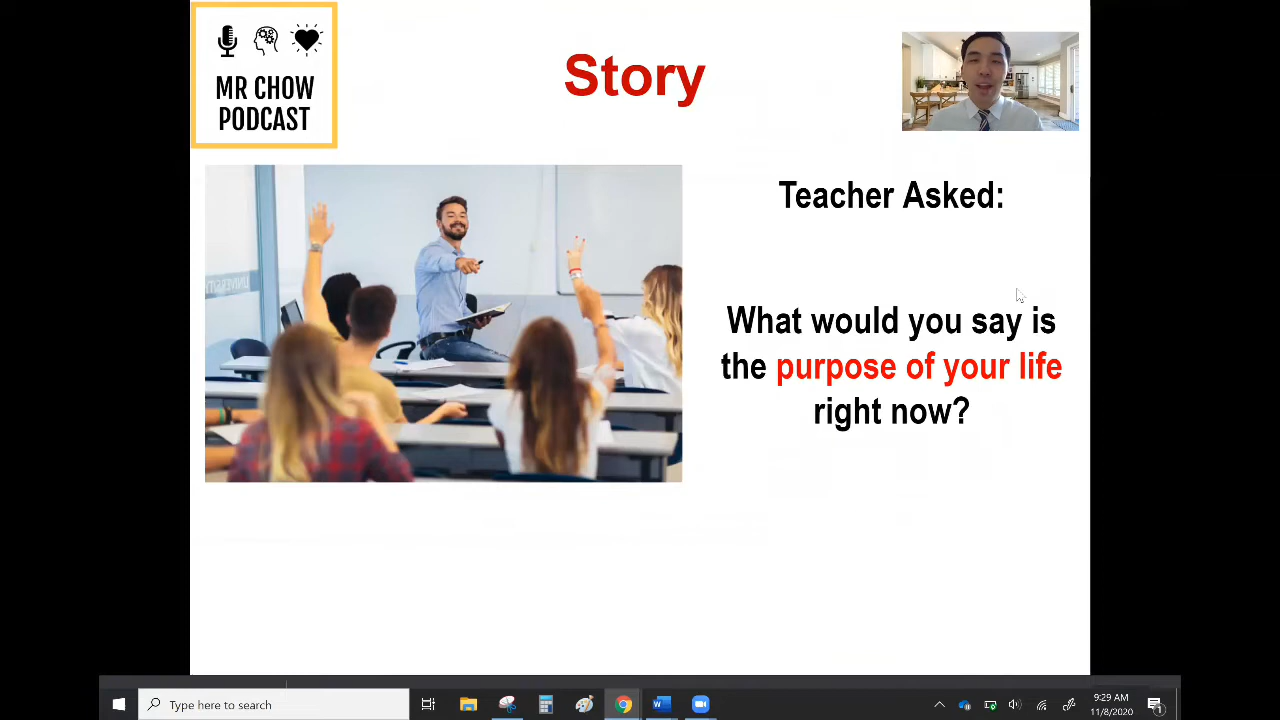 MR CHOW
PODCAST
Story
Teacher Asked:
What would you say is
the purpose of your life
right now?
Type here to search
9:29 AM
11/8/2020
1